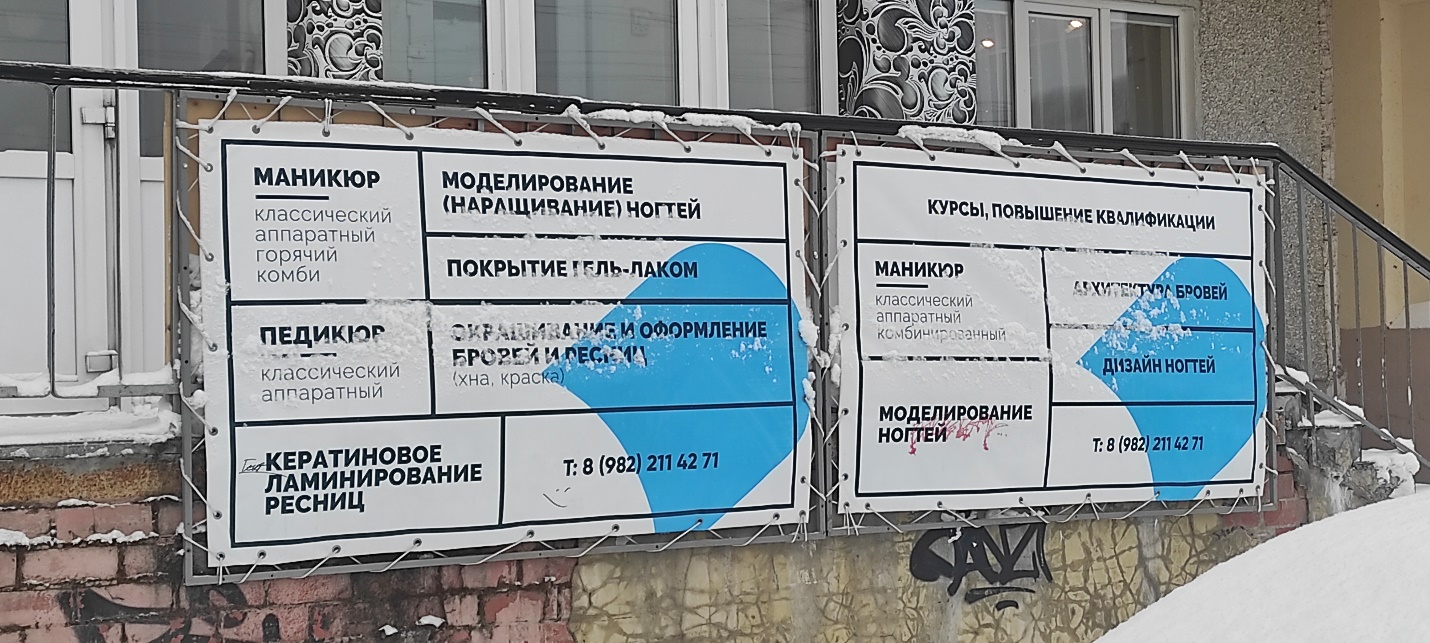 МАНИКЮР
классический
аппаратный
горячий
комби
МОДЕЛИРОВАНИЕ
(НАРАЩИВАНИЕ) НОГТЕЙ
ПОКРЫТИЕ ГЕЛЬ-ЛАКОМ
ПЕДИКЮР
классический
аппаратный
ОКРАШИВАНИЕ И ОФОРМЛЕНИЕ
БРОВЕЙ И РЕСНИЦ
(хна, краска)
КЕРАТИНОВОЕ
ЛАМИНИРОВАНИЕ
РЕСНИЦ
Т: 8 (982) 211 42 71
КУРСЫ, ПОВЫШЕНИЕ КВАЛИФИКАЦИИ
МАНИКЮР
классический
аппаратный
комбинированный
АРХИТЕКТУРА БРОВЕЙ
ДИЗАЙН НОГТЕЙ
МОДЕЛИРОВАНИЕ
НОГТЕЙ
Т: 8 (982) 211 42 71